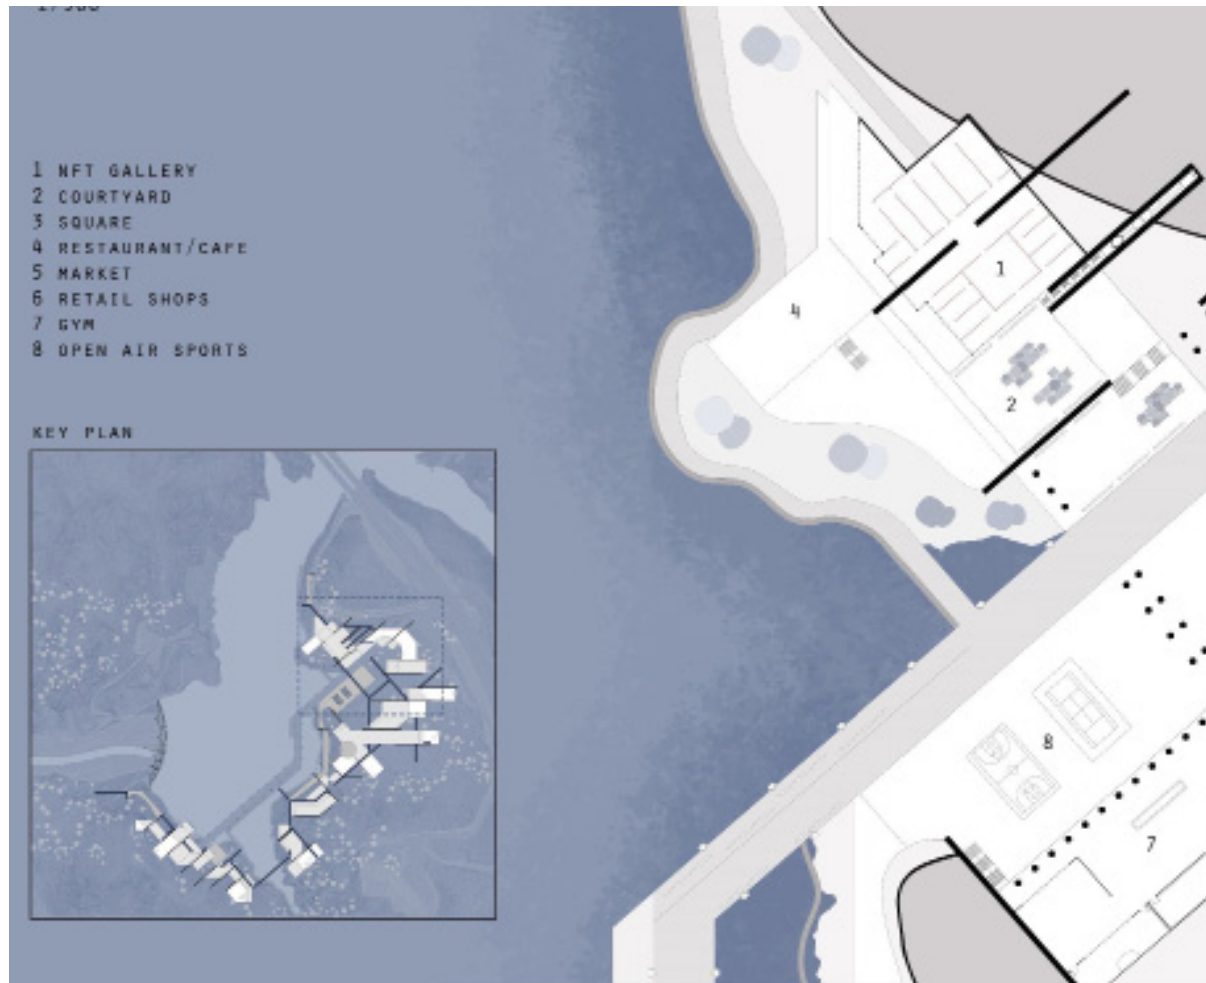 1 NFT GALLERY
2 COURTYARD
3 SQUARE
4 RESTAURANT/CAFE
5 MARKET
6 RETAIL SHOPS
7 GYM
8 OPEN AIR SPORTS
KEY PLAN
1
4
2
8
7